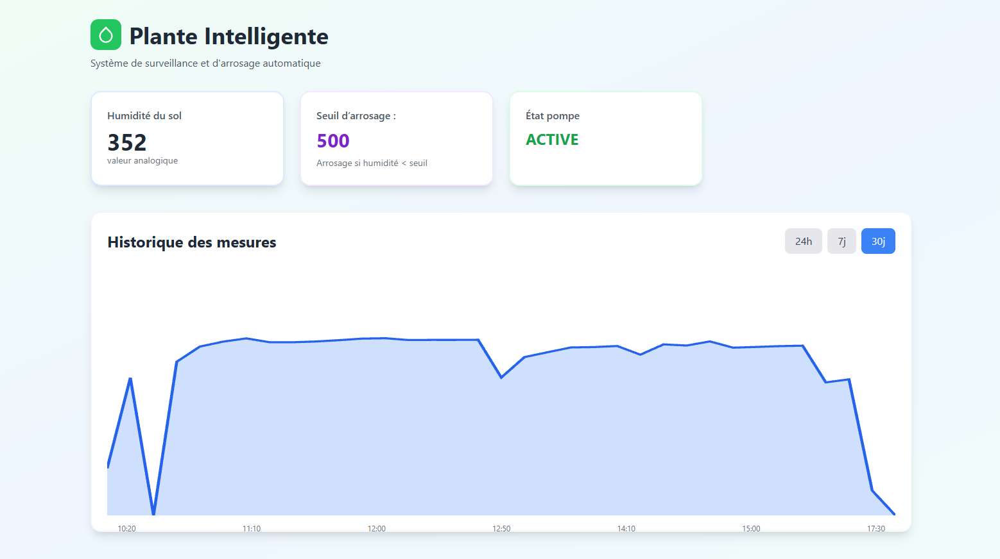 Plante Intelligente
Système de surveillance et d'arrosage automatique
Humidité du sol
352
valeur analogique
Seuil d’arrosage :
500
Arrosage si humidité < seuil
État pompe
ACTIVE
Historique des mesures
24h 7j 30j
10:20 11:10 12:00 12:50 14:10 15:00 17:30